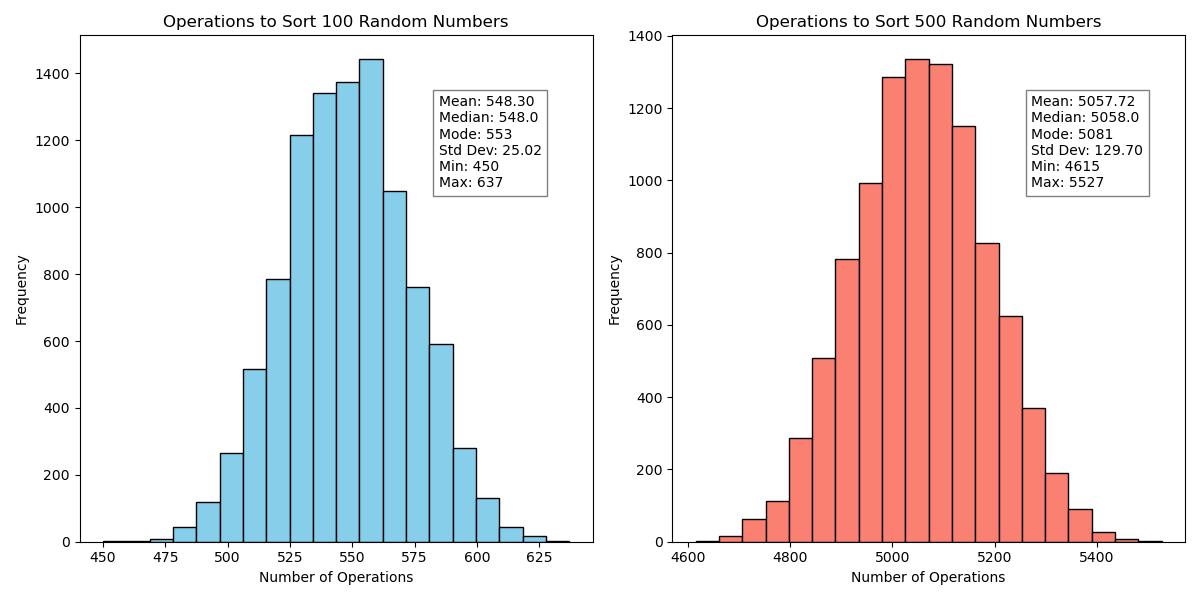 Operations to Sort 100 Random Numbers
1400
1200
1000
800
600
400
200
0
Frequency
Mean: 548.30
Median: 548.0
Mode: 553
Std Dev: 25.02
Min: 450
Max: 637
450 475 500 525 550 575 600 625
Number of Operations
Operations to Sort 500 Random Numbers
1400
1200
1000
800
600
400
200
0
Frequency
Mean: 5057.72
Median: 5058.0
Mode: 5081
Std Dev: 129.70
Min: 4615
Max: 5527
4600 4800 5000 5200 5400
Number of Operations